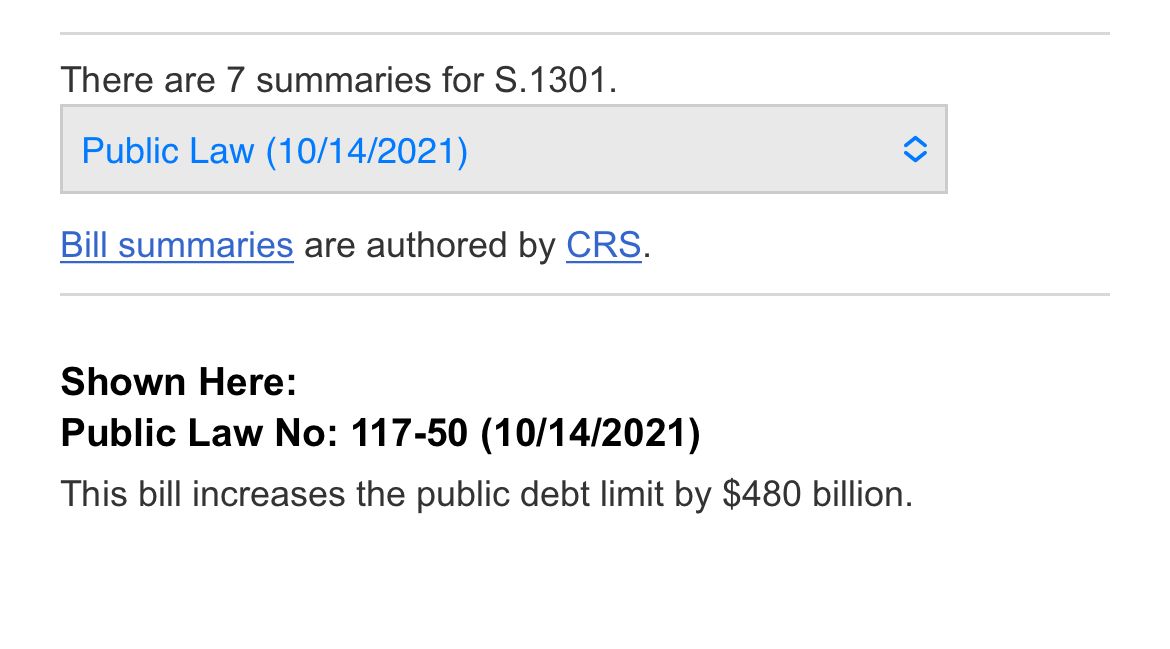 There are 7 summaries for S.1301.
Public Law (10/14/2021)
Bill summaries are authored by CRS.
Shown Here:
Public Law No: 117-50 (10/14/2021)
This bill increases the public debt limit by $480 billion.